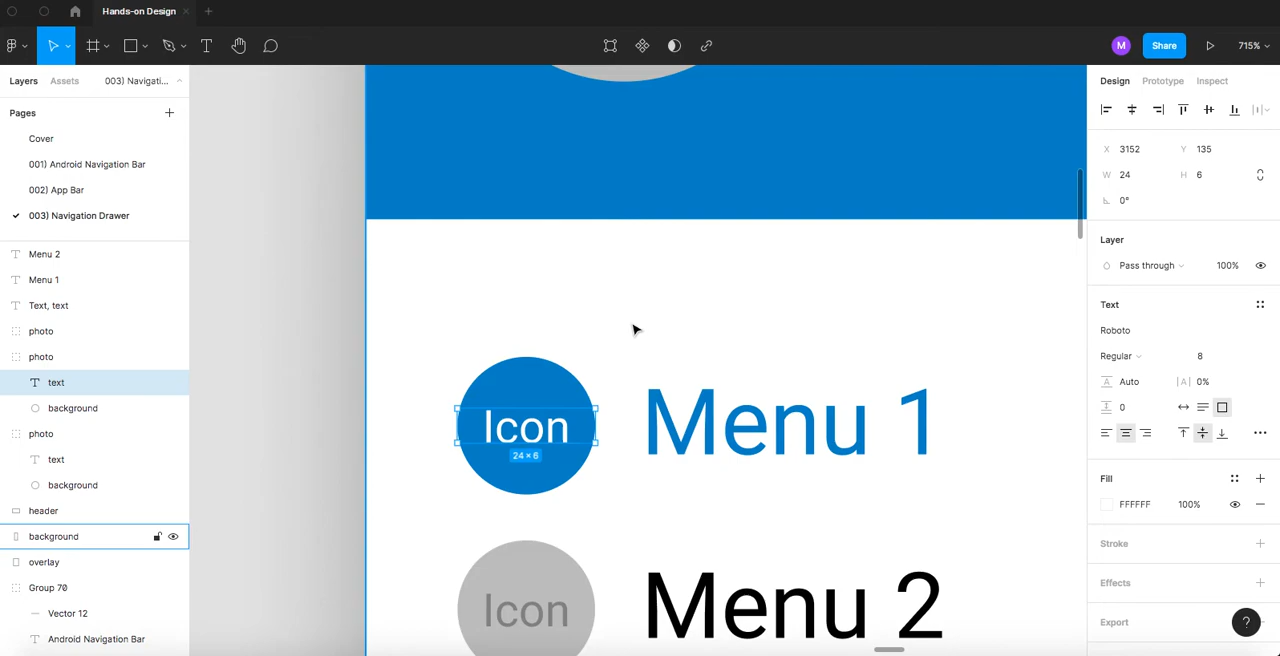 Hands-on Design
M
Share
715%
Layers
Assets
003) Navigati...
Pages
Cover
001) Android Navigation Bar
002) App Bar
003) Navigation Drawer
Menu 2
Menu 1
Text, text
photo
photo
text
background
photo
text
background
header
background
overlay
Group 70
Vector 12
Android Navigation Bar
Icon
24 × 6
Menu 1
Icon
Menu 2
Design
Prototype
Inspect
X 3152
Y 135
W 24
H 6
0°
Layer
Pass through
100%
Text
Roboto
Regular
8
A Auto
|A| 0%
0
Fill
FFFFFF
100%
Stroke
Effects
Export
?